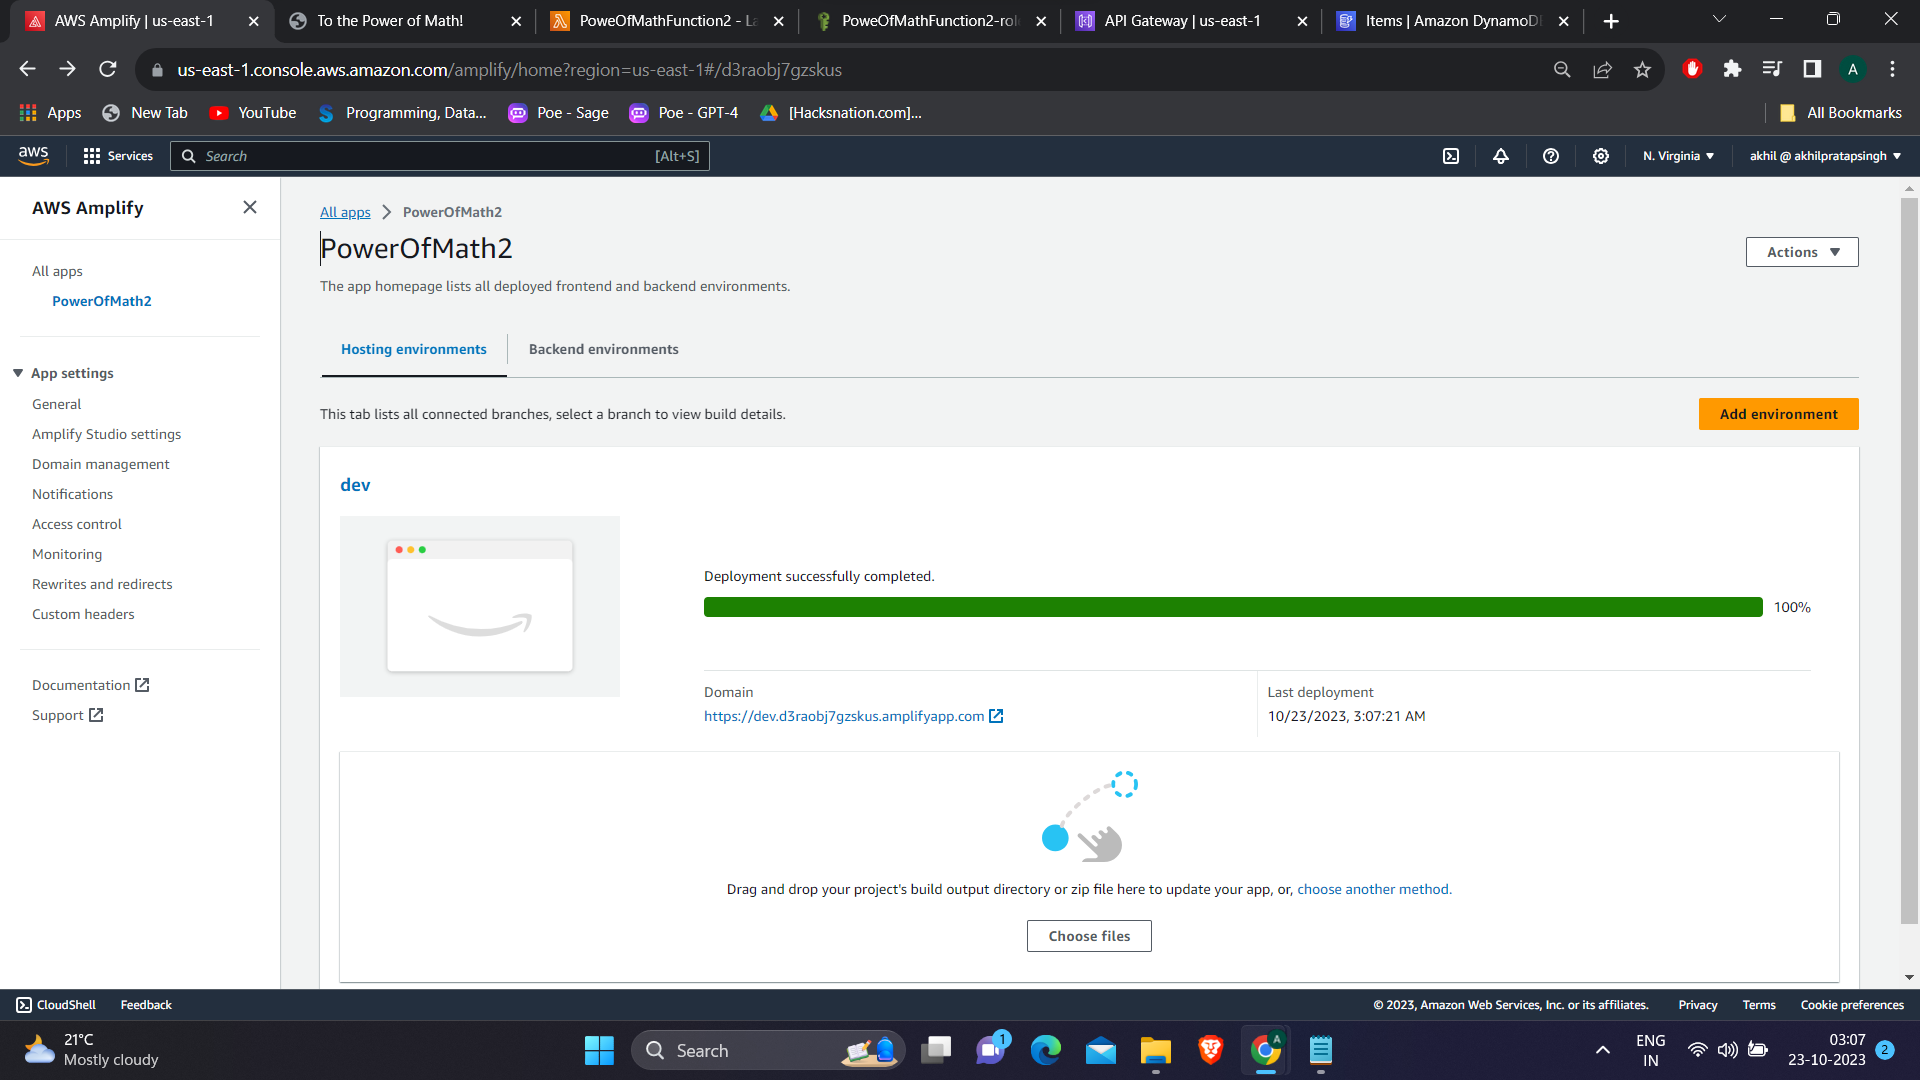 AWS Amplify | us-east-1
To the Power of Math!
PoweOfMathFunction2 - La
PoweOfMathFunction2-role
API Gateway | us-east-1
Items | Amazon DynamoDB
us-east-1.console.aws.amazon.com/amplify/home?region=us-east-1#/d3raobj7gzskus
A
Apps
New Tab
YouTube
Programming, Data...
Poe - Sage
Poe - GPT-4
[Hacksnation.com]...
All Bookmarks
aws
Services
Search
[Alt+S]
N. Virginia
akhil @ akhilpratapsingh
AWS Amplify
All apps
PowerOfMath2
App settings
General
Amplify Studio settings
Domain management
Notifications
Access control
Monitoring
Rewrites and redirects
Custom headers
Documentation
Support
All apps > PowerOfMath2
PowerOfMath2
Actions
The app homepage lists all deployed frontend and backend environments.
Hosting environments
Backend environments
This tab lists all connected branches, select a branch to view build details.
Add environment
dev
Deployment successfully completed.
100%
Domain
https://dev.d3raobj7gzskus.amplifyapp.com
Last deployment
10/23/2023, 3:07:21 AM
Drag and drop your project's build output directory or zip file here to update your app, or, choose another method.
Choose files
CloudShell
Feedback
© 2023, Amazon Web Services, Inc. or its affiliates.
Privacy
Terms
Cookie preferences
21°C
Mostly cloudy
Search
1
A
ENG
IN
03:07
23-10-2023
2